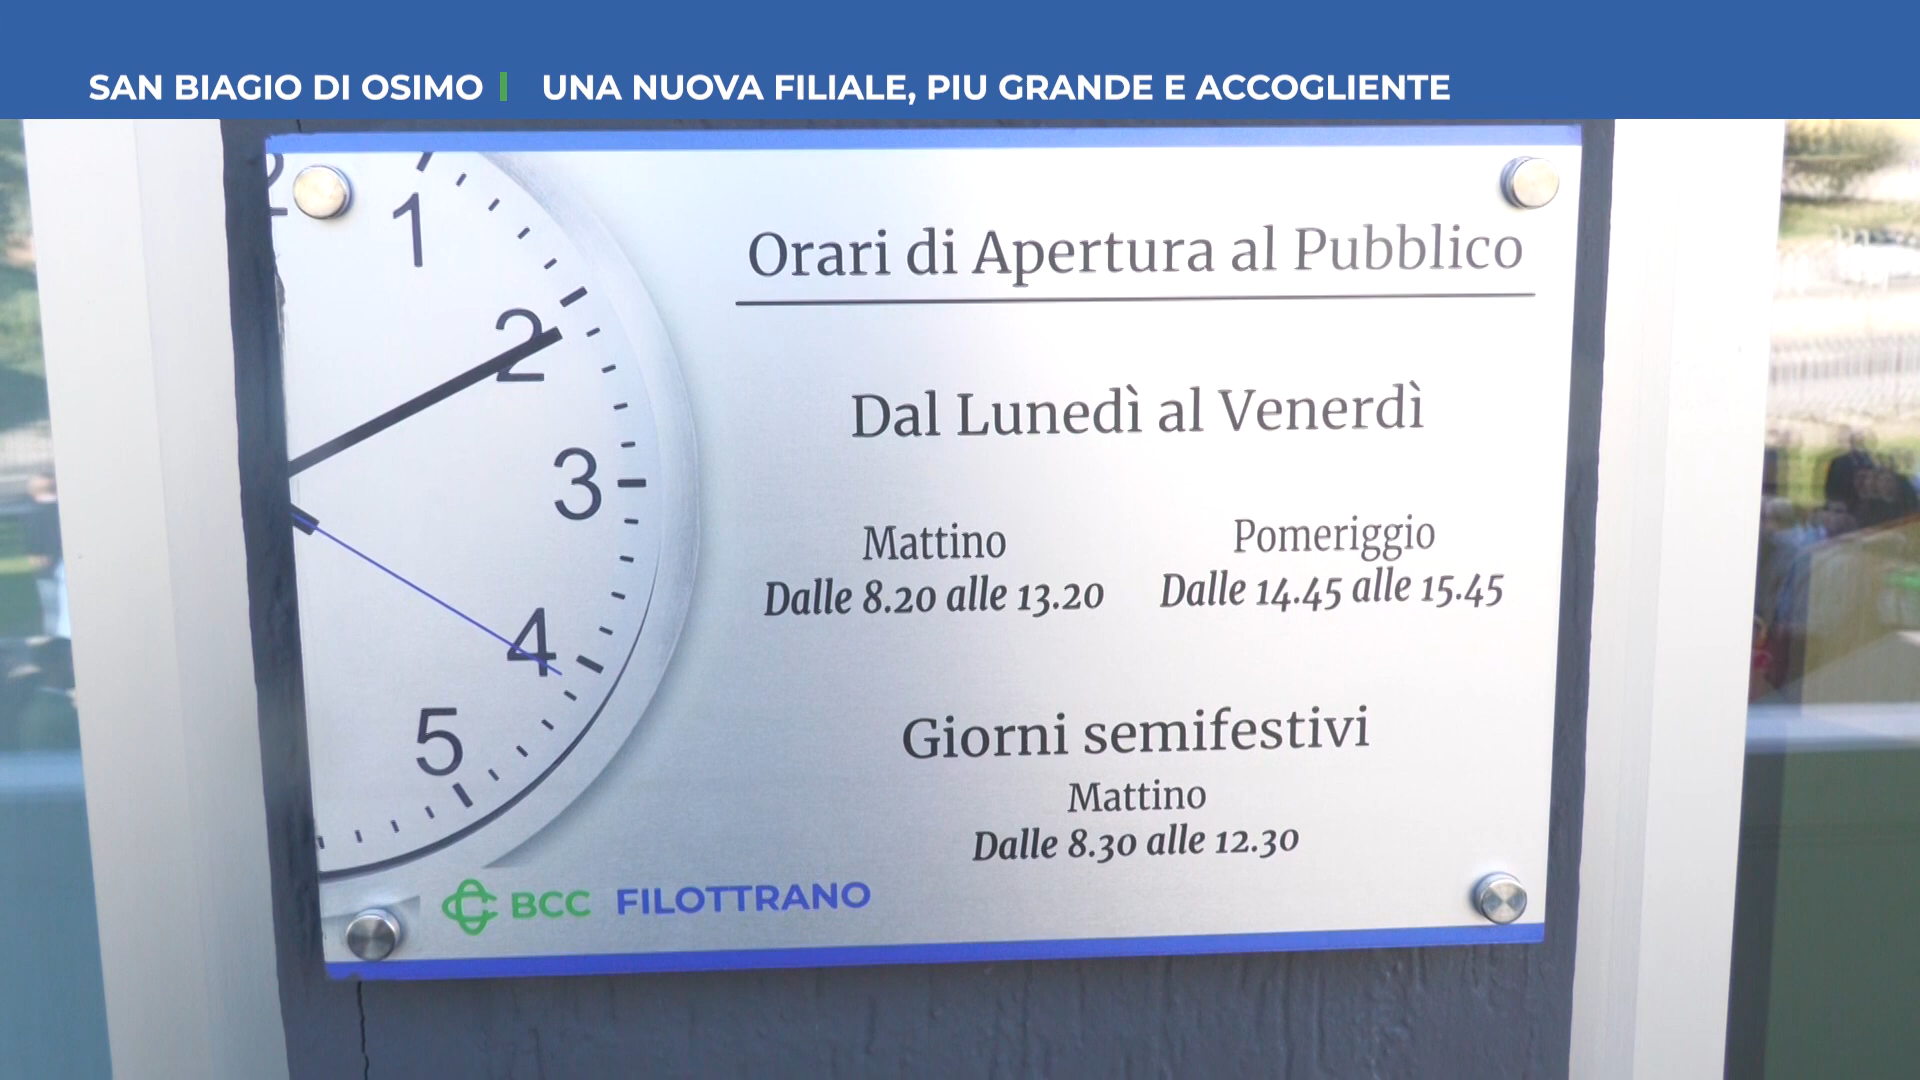 SAN BIAGIO DI OSIMO | UNA NUOVA FILIALE, PIU GRANDE E ACCOGLIENTE
Orari di Apertura al Pubblico
Dal Lunedì al Venerdì
Mattino Pomeriggio
Dalle 8.20 alle 13.20 Dalle 14.45 alle 15.45
Giorni semifestivi
Mattino
Dalle 8.30 alle 12.30
BCC FILOTTRANO
1
2
3
4
5